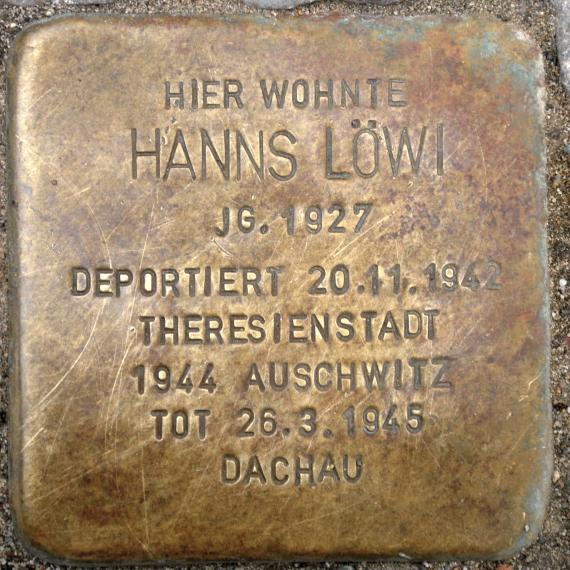 HIER WOHNTE
HANNS LÖWI
JG. 1927
DEPORTIERT 20.11.1942
THERESIENSTADT
1944 AUSCHWITZ
TOT 26.3.1945
DACHAU